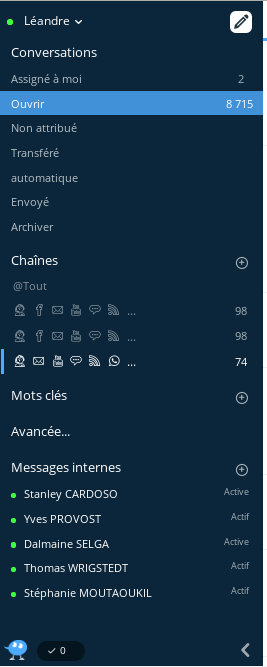 Léandre
Conversations
Assigné à moi 2
Ouvrir 8 715
Non attribué
Transféré
automatique
Envoyé
Archiver
Chaînes
@Tout
... 98
... 98
... 74
Mots clés
Avancée...
Messages internes
Stanley CARDOSO Active
Yves PROVOST Actif
Dalmaine SELGA Active
Thomas WRIGSTEDT Actif
Stéphanie MOUTAOUKIL Actif
0